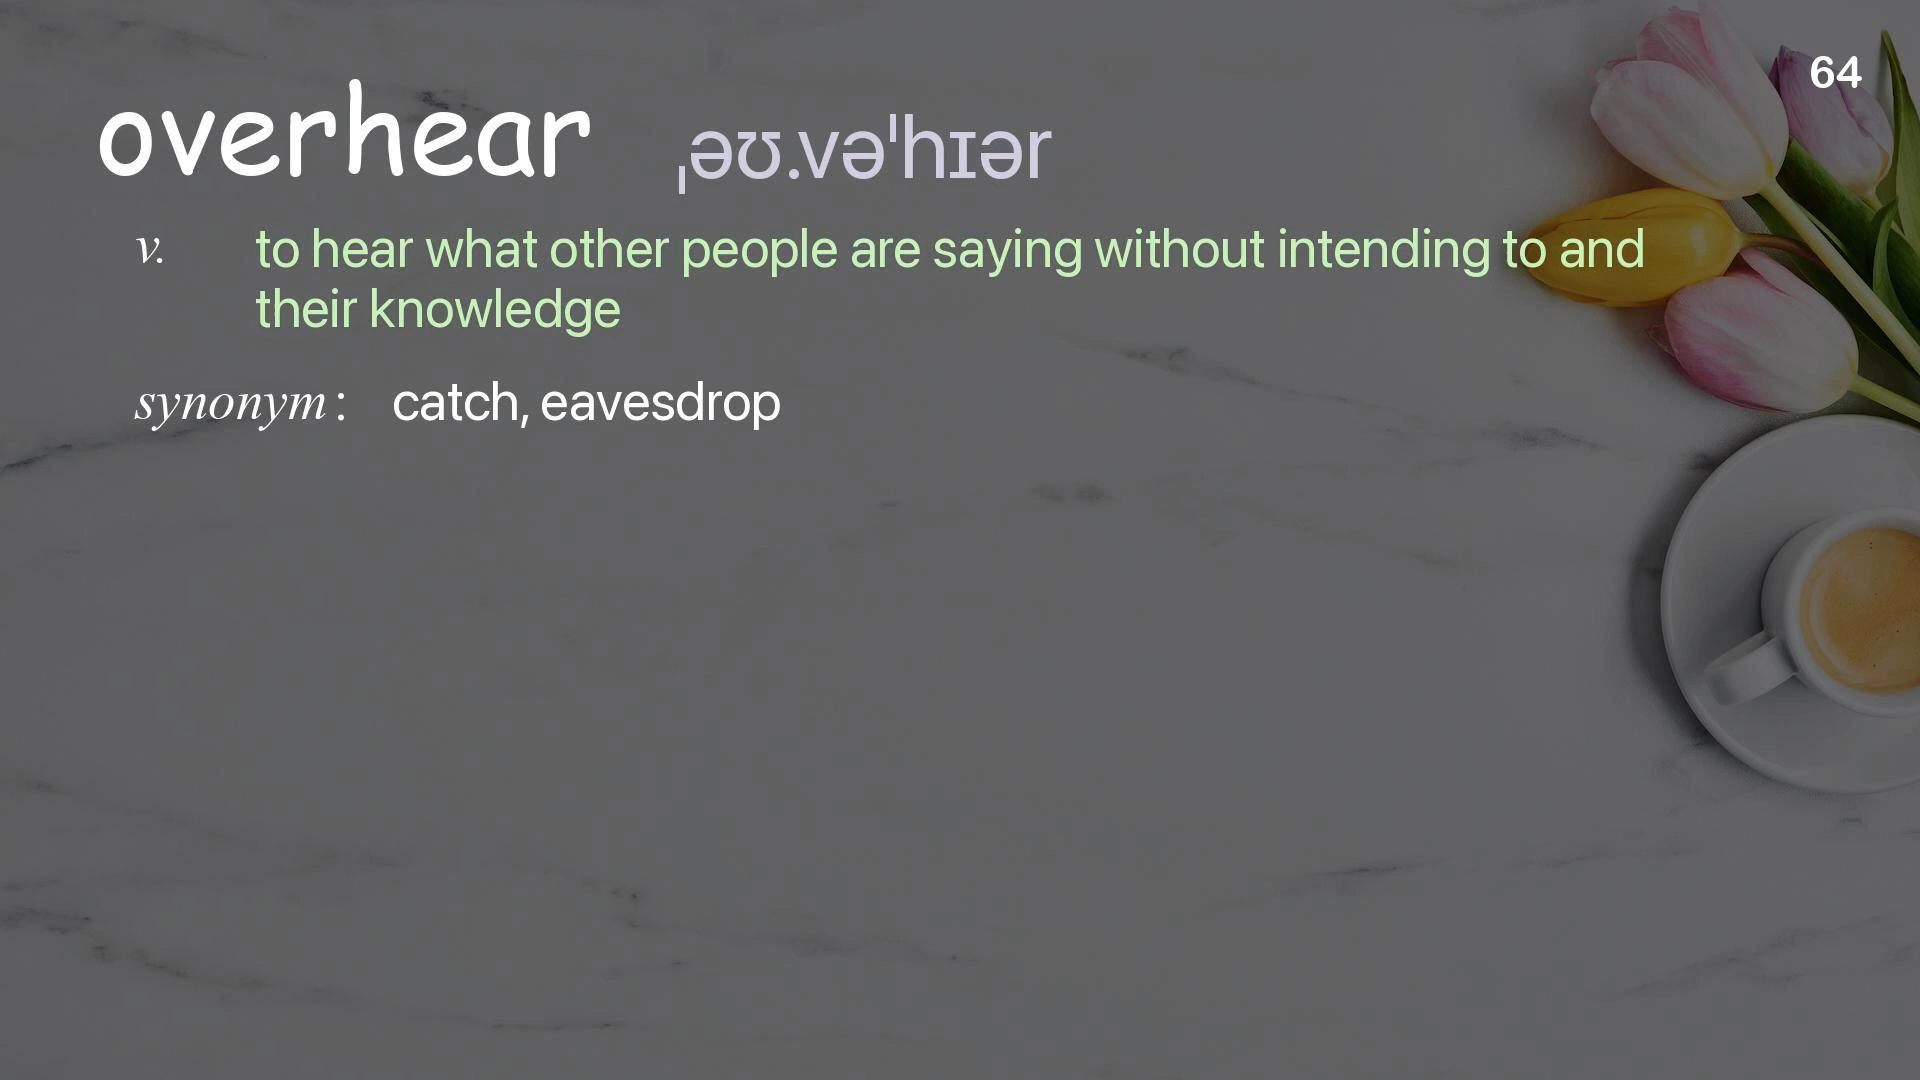 64
overhear ˌəʊ.vəˈhɪər
v. to hear what other people are saying without intending to and
their knowledge
synonym: catch, eavesdrop